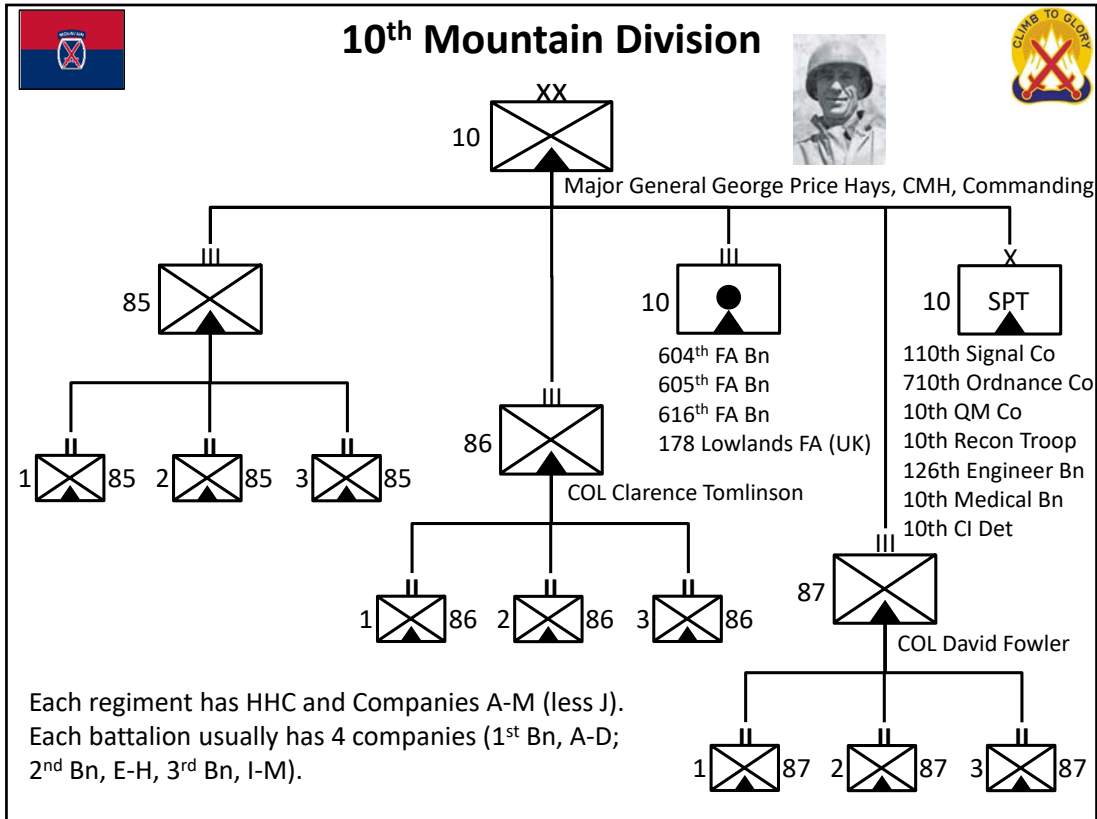 10th Mountain Division
MOUNTAIN
CLIMB TO GLORY
XX
10
Major General George Price Hays, CMH, Commanding
III
85
1 II 85
2 II 85
3 II 85
III
86
COL Clarence Tomlinson
1 II 86
2 II 86
3 II 86
III
10
604th FA Bn
605th FA Bn
616th FA Bn
178 Lowlands FA (UK)
X
10 SPT
110th Signal Co
710th Ordnance Co
10th QM Co
10th Recon Troop
126th Engineer Bn
10th Medical Bn
10th CI Det
III
87
COL David Fowler
1 II 87
2 II 87
3 II 87
Each regiment has HHC and Companies A-M (less J).
Each battalion usually has 4 companies (1st Bn, A-D;
2nd Bn, E-H, 3rd Bn, I-M).